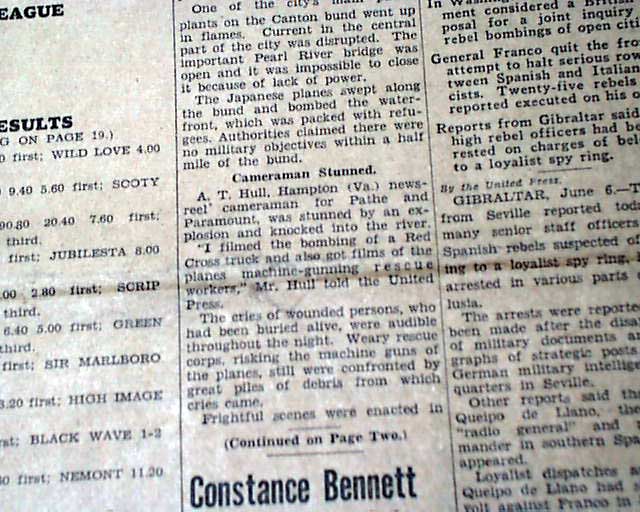 EAGUE
ESULTS
G ON PAGE 19.)
0 first; WILD LOVE 4.00
9.40 5.60 first; SCOTY
90.80 20.40 7.60 first;
third.
first; JUBILESTA 8.00
.00 2.80 first; SCRIP
third.
6.40 5.00 first; GREEN
third.
first; SIR MARLBORO
3.20 first; HIGH IMAGE
rst; BLACK WAVE 1-2
0 first; NEMONT 11.20
One of the city's main
plants on the Canton bund went up
in flames. Current in the central
part of the city was disrupted. The
important Pearl River bridge was
open and it was impossible to close
it because of lack of power.
The Japanese planes swept along
the bund and bombed the water-
front, which was packed with refu-
gees. Authorities claimed there were
no military objectives within a half
mile of the bund.
Cameraman Stunned.
A. T. Hull, Hampton (Va.) news-
reel cameraman for Pathe and
Paramount, was stunned by an ex-
plosion and knocked into the river.
"I filmed the bombing of a Red
Cross truck and also got films of the
planes machine-gunning rescue
workers," Mr. Hull told the United
Press.
The cries of wounded persons, who
had been buried alive, were audible
throughout the night. Weary rescue
corps, risking the machine guns of
the planes, still were confronted by
great piles of debris from which
cries came.
Frightful scenes were enacted in
(Continued on Page Two.)
Constance Bennett
In Washing
ment considered a British
posal for a joint inquiry
rebel bombings of open citi
General Franco quit the fro
attempt to halt serious row
tween Spanish and Italian
cists. Twenty-five rebels
reported executed on his o
Reports from Gibraltar said
high rebel officers had be
rested on charges of belo
to a loyalist spy ring.
By the United Press.
GIBRALTAR, June 6.—T
from Seville reported toda
many senior staff officers
Spanish rebels suspected of
ing to a loyalist spy ring,
arrested in various parts
lusia.
The arrests were reporte
been made after the disa
of military documents a
graphs of strategic posts
German military intellige
quarters in Seville.
Other reports said th
Queipo de Llano, the
"radio general" and
mander in southern Spa
appeared.
Loyalist dispatches a
Queipo de Llano had s
volt against Franco in